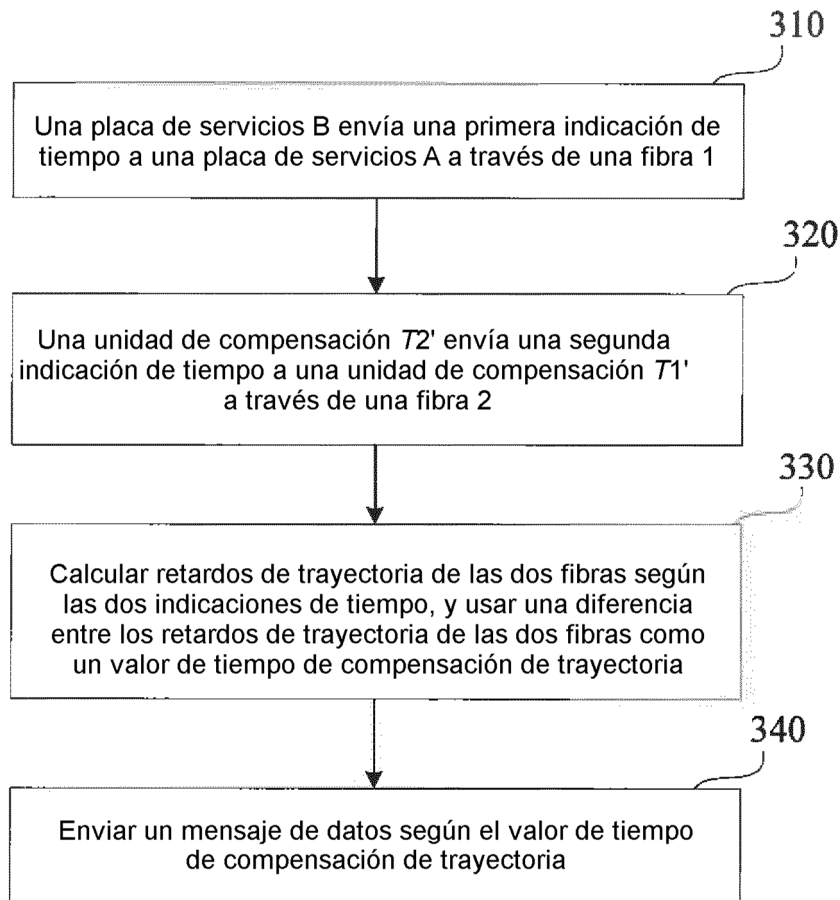 310
Una placa de servicios B envía una primera indicación de
tiempo a una placa de servicios A a través de una fibra 1
320
Una unidad de compensación T2' envía una segunda
indicación de tiempo a una unidad de compensación T1'
a través de una fibra 2
330
Calcular retardos de trayectoria de las dos fibras según
las dos indicaciones de tiempo, y usar una diferencia
entre los retardos de trayectoria de las dos fibras como
un valor de tiempo de compensación de trayectoria
340
Enviar un mensaje de datos según el valor de tiempo
de compensación de trayectoria